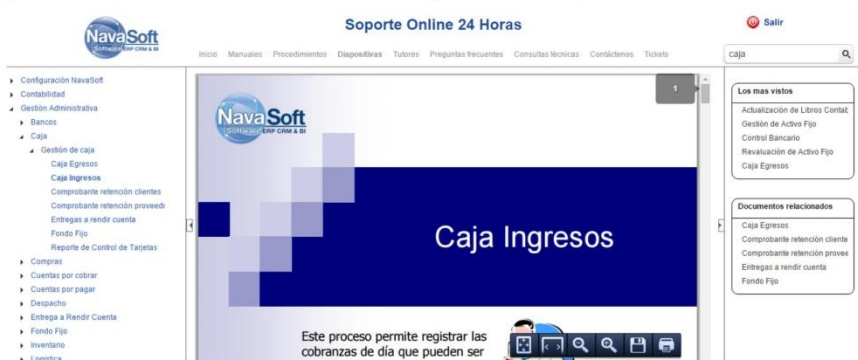 NavaSoft
Software ERP CRM & BI
Soporte Online 24 Horas
Salir
Inicio Manuales Procedimientos Diapositivas Tutores Preguntas frecuentes Consultas técnicas Contáctenos Tickets
caja
Configuración NavaSoft
Contabilidad
Gestión Administrativa
Bancos
Caja
Gestión de caja
Caja Egresos
Caja Ingresos
Comprobante retención clientes
Comprobante retención proveedo
Entregas a rendir cuenta
Fondo Fijo
Reporte de Control de Tarjetas
Compras
Cuentas por cobrar
Cuentas por pagar
Despacho
Entrega a Rendir Cuenta
Fondo Fijo
Inventario
Logística
1
NavaSoft
Software ERP CRM & BI
Caja Ingresos
Este proceso permite registrar las
cobranzas de día que pueden ser
Los mas vistos
Actualización de Libros Contab
Gestión de Activo Fijo
Control Bancario
Revaluación de Activo Fijo
Caja Egresos
Documentos relacionados
Caja Egresos
Comprobante retención cliente
Comprobante retención provee
Entregas a rendir cuenta
Fondo Fijo